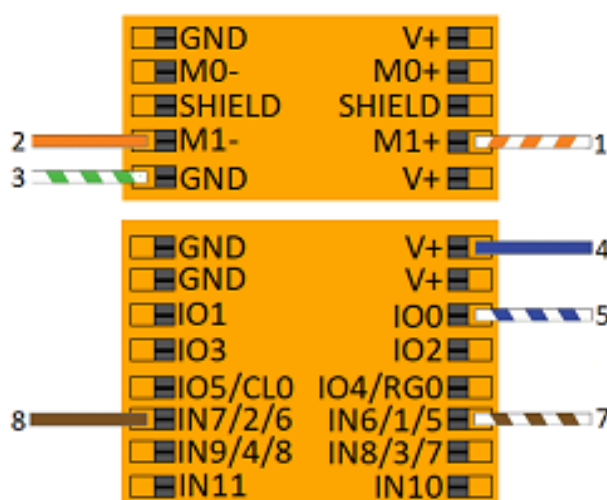 GND V+
M0- M0+
SHIELD SHIELD
2 M1- M1+ 1
3 GND V+
GND V+ 4
GND V+
IO1 IO0 5
IO3 IO2
IO5/CL0 IO4/RG0
8 IN7/2/6 IN6/1/5 7
IN9/4/8 IN8/3/7
IN11 IN10